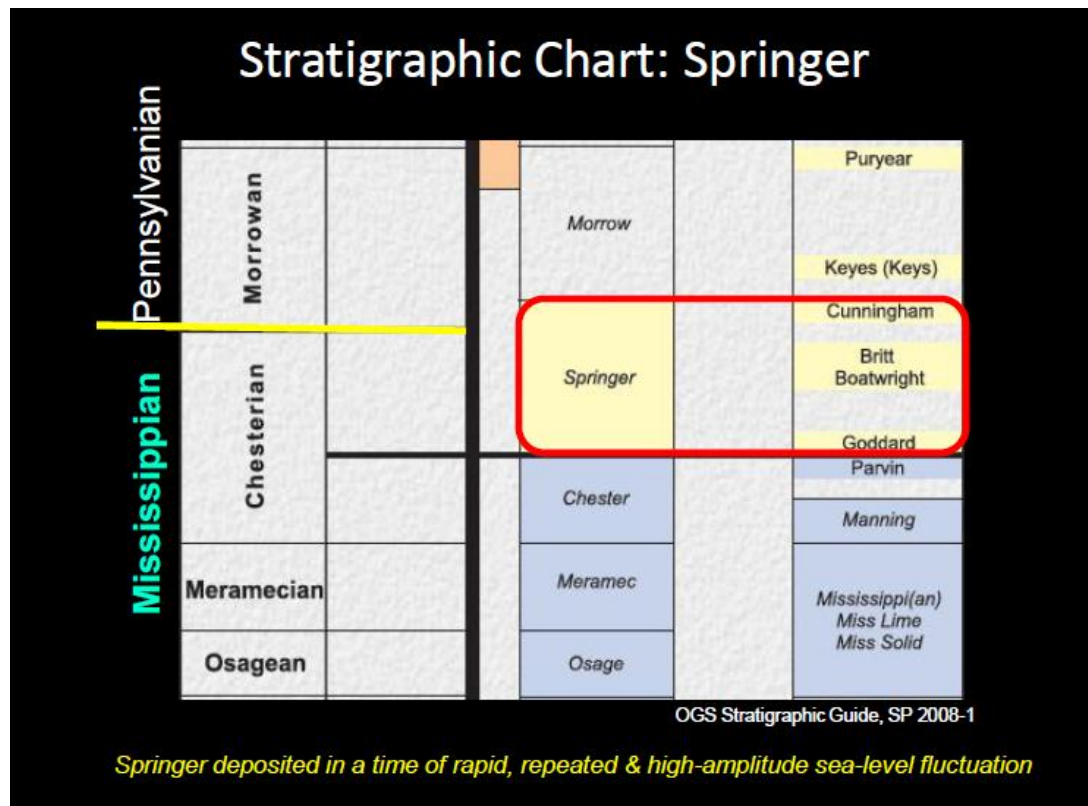 Stratigraphic Chart: Springer
Pennsylvanian
Mississippian
Morrowan
Chesterian
Meramecian
Osagean
Morrow
Springer
Chester
Meramec
Osage
Puryear
Keyes (Keys)
Cunningham
Britt
Boatwright
Goddard
Parvin
Manning
Mississippi(an)
Miss Lime
Miss Solid
OGS Stratigraphic Guide, SP 2008-1
Springer deposited in a time of rapid, repeated & high-amplitude sea-level fluctuation